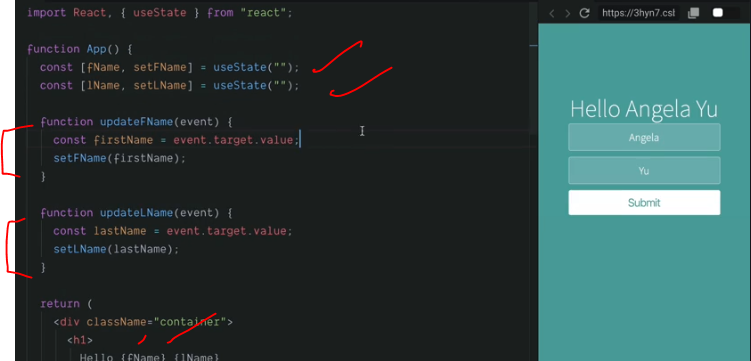 import React, { useState } from "react";
https://3hyn7.csl
function App() {
const [fName, setFName] = useState("");
const [lName, setLName] = useState("");
function updateFName(event) {
const firstName = event.target.value;
setFName(firstName);
}
function updateLName(event) {
const lastName = event.target.value;
setLName(lastName);
}
return (
<div className="container">
<h1>
Hello {fName} {lName}
Hello Angela Yu
Angela
Yu
Submit